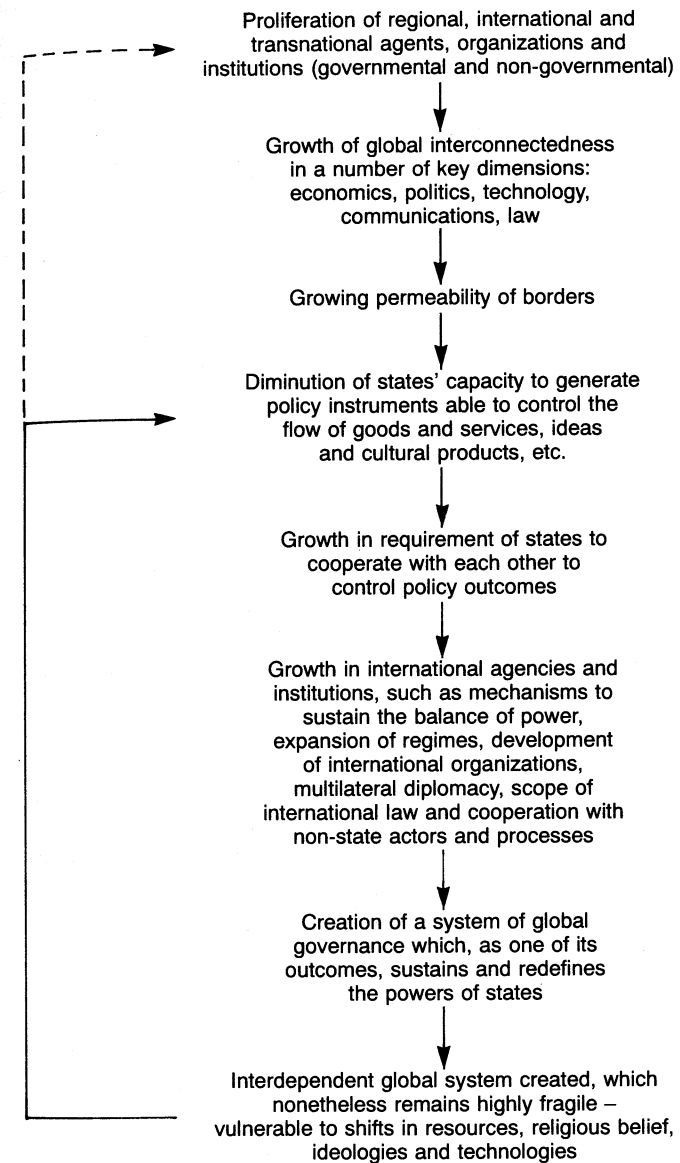 Proliferation of regional, international and
transnational agents, organizations and
institutions (governmental and non-governmental)
Growth of global interconnectedness
in a number of key dimensions:
economics, politics, technology,
communications, law
Growing permeability of borders
Diminution of states' capacity to generate
policy instruments able to control the
flow of goods and services, ideas
and cultural products, etc.
Growth in requirement of states to
cooperate with each other to
control policy outcomes
Growth in international agencies and
institutions, such as mechanisms to
sustain the balance of power,
expansion of regimes, development
of international organizations,
multilateral diplomacy, scope of
international law and cooperation with
non-state actors and processes
Creation of a system of global
governance which, as one of its
outcomes, sustains and redefines
the powers of states
Interdependent global system created, which
nonetheless remains highly fragile –
vulnerable to shifts in resources, religious belief,
ideologies and technologies